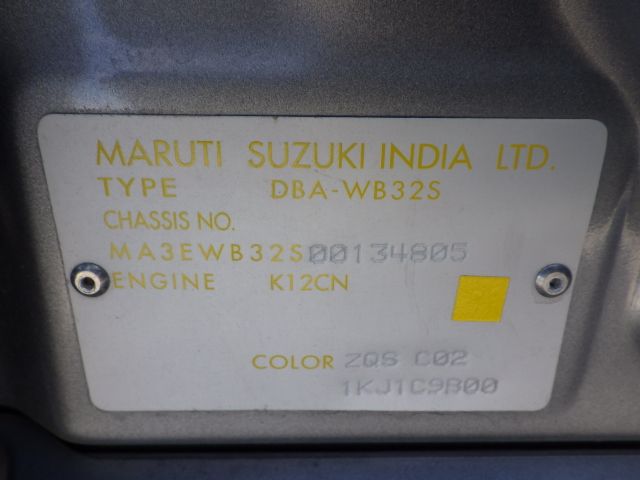 MARUTI SUZUKI INDIA LTD.
TYPE DBA-WB32S
CHASSIS NO.
MA3EWB32S00134805
ENGINE K12CN
COLOR ZQS C02
1KJ1C9B00